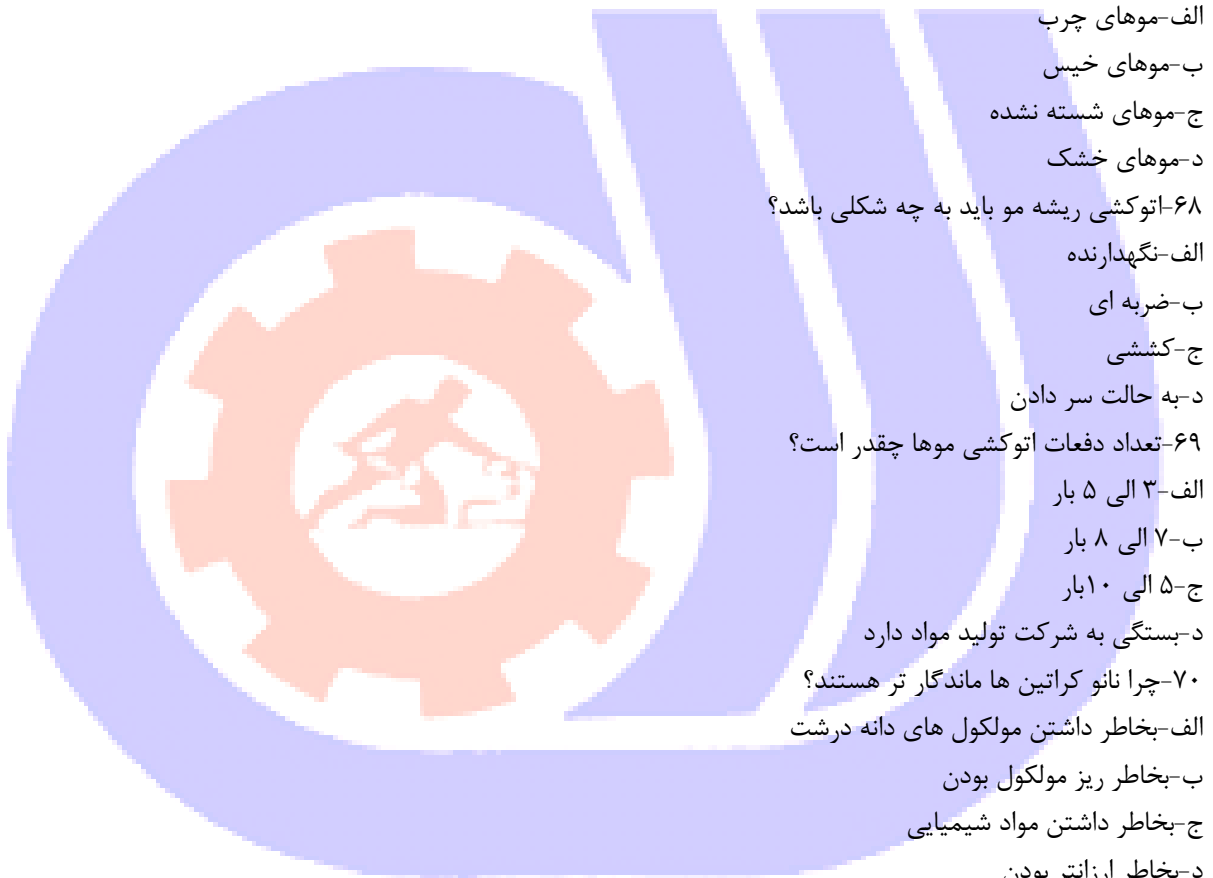 الف-موهای چرب
ب-موهای خیس
ج-موهای شسته نشده
د-موهای خشک
۶۸-اتوکشی ریشه مو باید به چه شکلی باشد؟
الف-نگهدارنده
ب-ضربه ای
ج-کششی
د-به حالت سر دادن
۶۹-تعداد دفعات اتوکشی موها چقدر است؟
الف-۳ الی ۵ بار
ب-۷ الی ۸ بار
ج-۵ الی ۱۰بار
د-بستگی به شرکت تولید مواد دارد
۷۰-چرا نانو کراتین ها ماندگار تر هستند؟
الف-بخاطر داشتن مولکول های دانه درشت
ب-بخاطر ریز مولکول بودن
ج-بخاطر داشتن مواد شیمیایی
د-بخاطر ارزانتر بودن